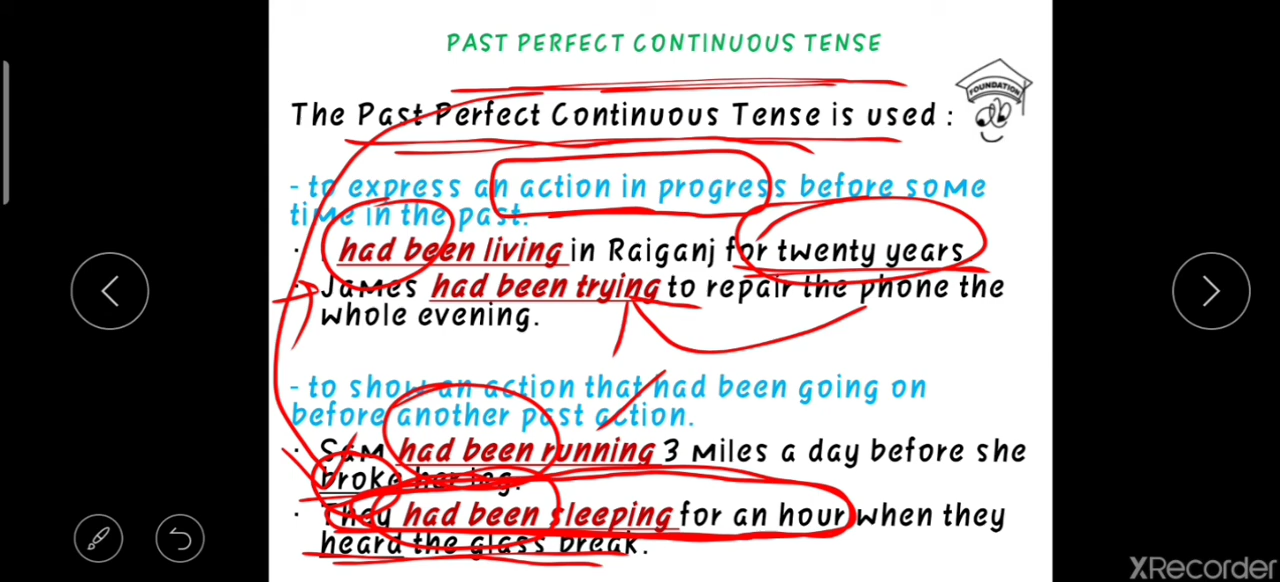 PAST PERFECT CONTINUOUS TENSE
FOUNDATION
The Past Perfect Continuous Tense is used :
- to express an action in progress before some
time in the past.
· had been living in Raiganj for twenty years
· James had been trying to repair the phone the
whole evening.
- to show an action that had been going on
before another past action.
· Sam had been running 3 miles a day before she
broke her leg.
· They had been sleeping for an hour when they
heard the glass break.
XRecorder